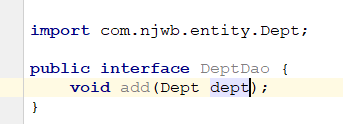 import com.njwb.entity.Dept;
public interface DeptDao {
void add(Dept dept);
}